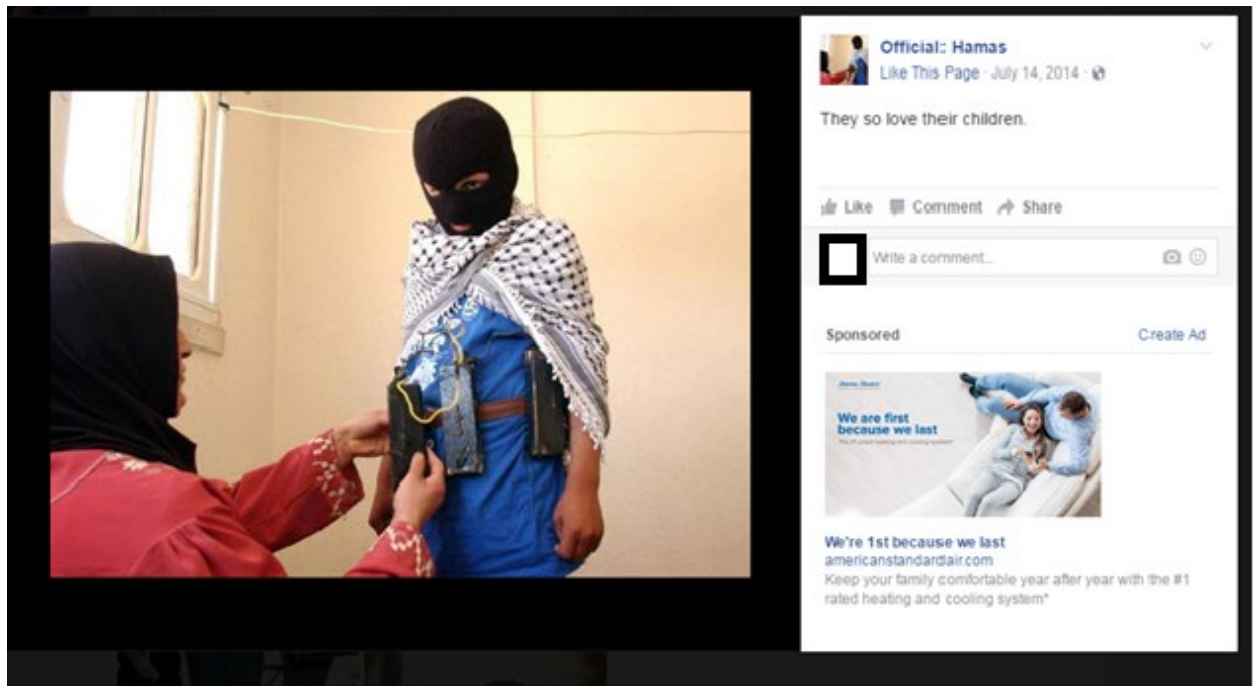 Official:: Hamas
Like This Page · July 14, 2014 ·
They so love their children.
Like Comment Share
Write a comment...
Sponsored Create Ad
We are first
because we last
We're 1st because we last
americanstandardair.com
Keep your family comfortable year after year with the #1
rated heating and cooling system*